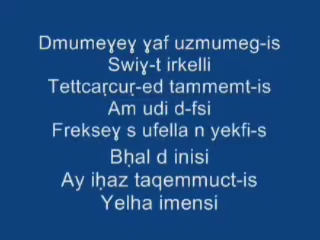 Dmumeɣeɣ ɣaf uzmumeg-is
Swiɣ-t irkelli
Tettcaṛcuṛ-ed tammemt-is
Am udi d-fsi
Frekseɣ s ufella n yekfi-s
Bḥal d inisi
Ay iḥaz taqemmuct-is
Yelha imensi